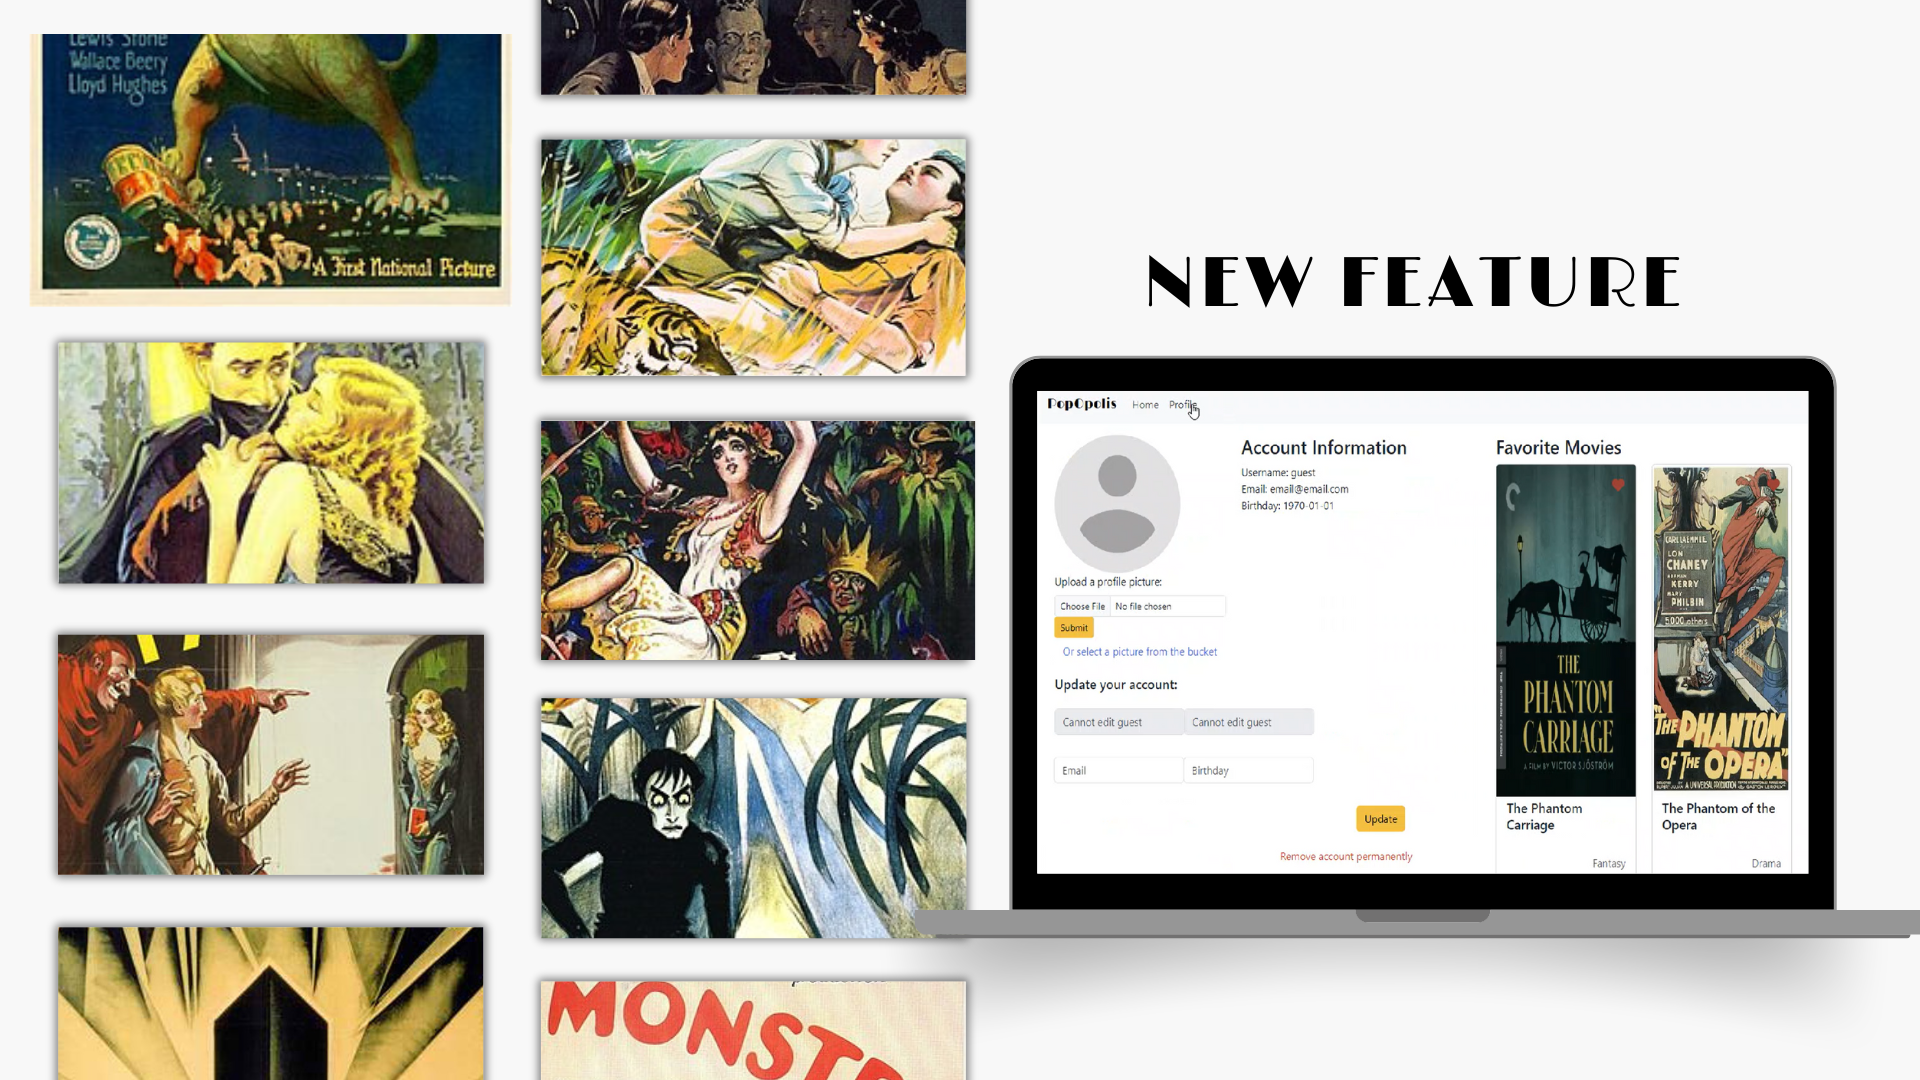 Lewis Stone
Wallace Beery
Lloyd Hughes
A First National Picture
MONST
NEW FEATURE
PopOpolis Home Profile
Account Information
Username: guest
Email: email@email.com
Birthday: 1970-01-01
Upload a profile picture:
Choose File No file chosen
Submit
Or select a picture from the bucket
Update your account:
Cannot edit guest Cannot edit guest
Email Birthday
Update
Remove account permanently
Favorite Movies
THE
PHANTOM
CARRIAGE
A FILM BY VICTOR SJÖSTRÖM
The Phantom
Carriage
Fantasy
CARL LAEMMLE
LON
CHANEY
KERRY
MARY
PHILBIN
5000 others
THE
PHANTOM
OF THE OPERA
The Phantom of the
Opera
Drama